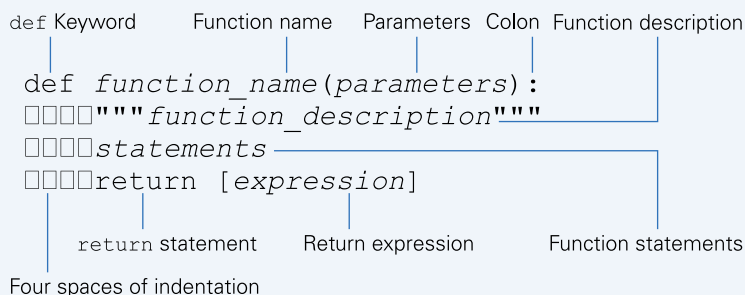 def Keyword Function name Parameters Colon Function description
def function_name(parameters):
□□□□"""function_description"""
□□□□statements
□□□□return [expression]
return statement Return expression Function statements
Four spaces of indentation